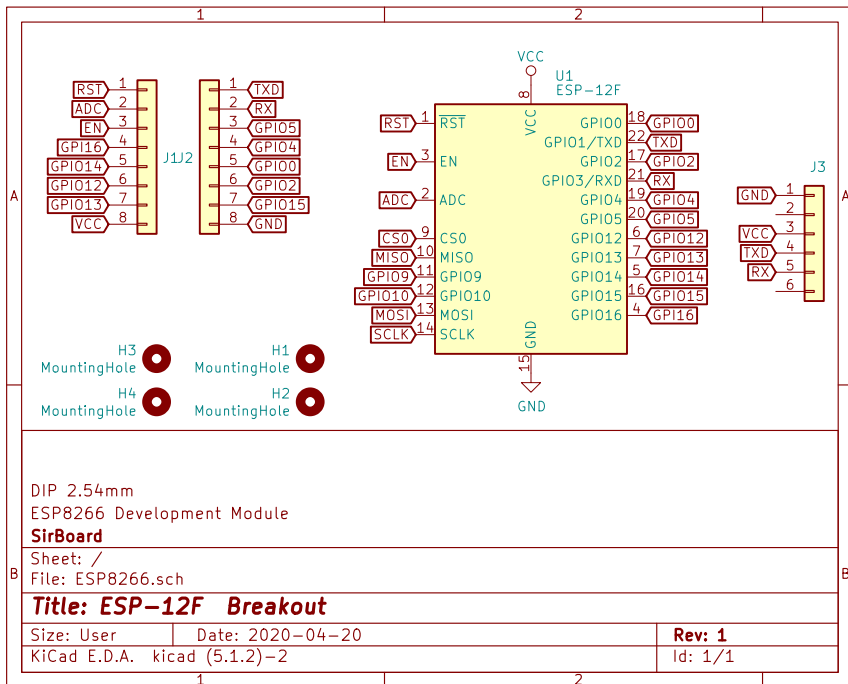 1 2
A A
RST 1
ADC 2
EN 3
GPI16 4
GPIO14 5
GPIO12 6
GPIO13 7
VCC 8
J1
J2
1 TXD
2 RX
3 GPIO5
4 GPIO4
5 GPIO0
6 GPIO2
7 GPIO15
8 GND
VCC
U1
ESP-12F
8
VCC
RST 1 RST
EN 3 EN
ADC 2 ADC
CS0 9 CS0
MISO 10 MISO
GPIO9 11 GPIO9
GPIO10 12 GPIO10
MOSI 13 MOSI
SCLK 14 SCLK
GPIO0 18 GPIO0
GPIO1/TXD 22 TXD
GPIO2 17 GPIO2
GPIO3/RXD 21 RX
GPIO4 19 GPIO4
GPIO5 20 GPIO5
GPIO12 6 GPIO12
GPIO13 7 GPIO13
GPIO14 5 GPIO14
GPIO15 16 GPIO15
GPIO16 4 GPI16
GND
15
GND
J3
GND 1
2
VCC 3
TXD 4
RX 5
6
H3
MountingHole
H1
MountingHole
H4
MountingHole
H2
MountingHole
DIP 2.54mm
ESP8266 Development Module
SirBoard
Sheet: /
File: ESP8266.sch
B B
Title: ESP-12F Breakout
Size: User Date: 2020-04-20 Rev: 1
KiCad E.D.A. kicad (5.1.2)-2 Id: 1/1
1 2